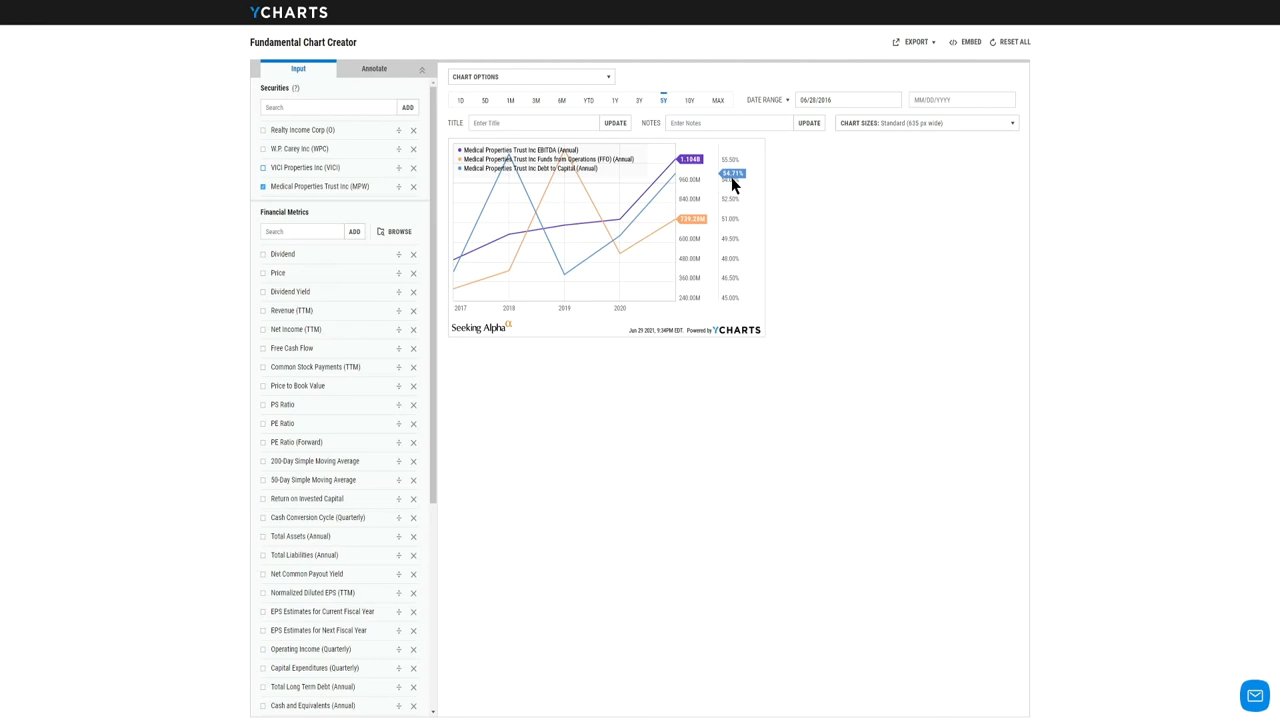 YCHARTS
Fundamental Chart Creator
EXPORT
EMBED
RESET ALL
Input
Annotate
Securities (?)
Search
ADD
Realty Income Corp (O)
W.P. Carey Inc (WPC)
VICI Properties Inc (VICI)
Medical Properties Trust Inc (MPW)
Financial Metrics
Search
ADD
BROWSE
Dividend
Price
Dividend Yield
Revenue (TTM)
Net Income (TTM)
Free Cash Flow
Common Stock Payments (TTM)
Price to Book Value
PS Ratio
PE Ratio
PE Ratio (Forward)
200-Day Simple Moving Average
50-Day Simple Moving Average
Return on Invested Capital
Cash Conversion Cycle (Quarterly)
Total Assets (Annual)
Total Liabilities (Annual)
Net Common Payout Yield
Normalized Diluted EPS (TTM)
EPS Estimates for Current Fiscal Year
EPS Estimates for Next Fiscal Year
Operating Income (Quarterly)
Capital Expenditures (Quarterly)
Total Long Term Debt (Annual)
Cash and Equivalents (Annual)
CHART OPTIONS
1D 5D 1M 3M 6M YTD 1Y 3Y 5Y 10Y MAX
DATE RANGE
06/28/2016
MM/DD/YYYY
TITLE
Enter Title
UPDATE
NOTES
Enter Notes
UPDATE
CHART SIZES: Standard (635 px wide)
Medical Properties Trust Inc EBITDA (Annual)
Medical Properties Trust Inc Funds from Operations (FFO) (Annual)
Medical Properties Trust Inc Debt to Capital (Annual)
1.104B
960.00M
840.00M
739.28M
600.00M
480.00M
360.00M
240.00M
55.50%
54.71%
52.50%
51.00%
49.50%
48.00%
46.50%
45.00%
2017 2018 2019 2020
Seeking Alpha α
Jun 29 2021, 9:34PM EDT. Powered by YCHARTS